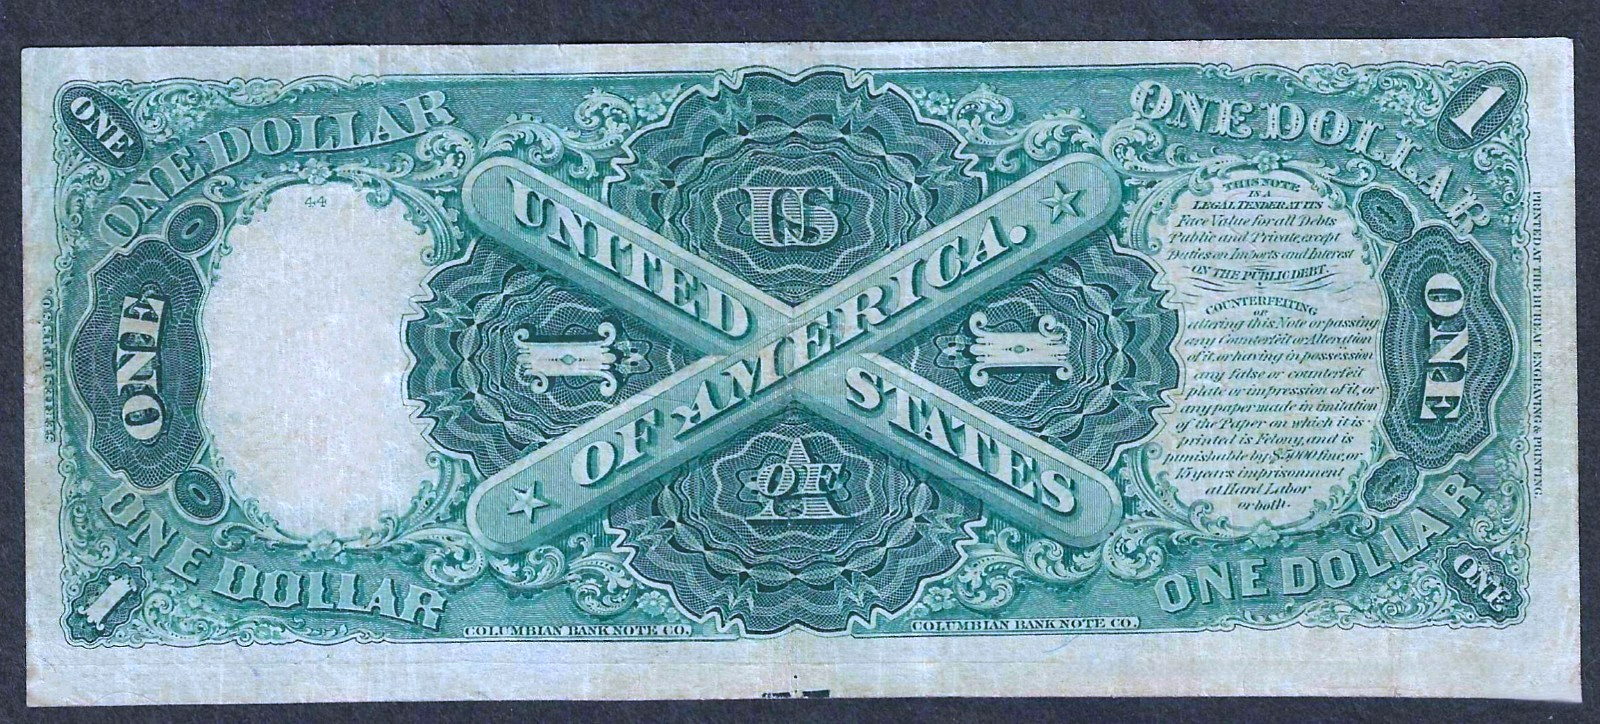 ONE
ONE DOLLAR
44
ONE
ONE DOLLAR
1
SERIES OF 1880.
US
UNITED STATES
OF AMERICA.
1
1
US
OF A
COLUMBIAN BANK NOTE CO.
COLUMBIAN BANK NOTE CO.
ONE DOLLAR
1
THIS NOTE
IS A
LEGAL TENDER AT ITS
Face Value for all Debts
Public and Private, except
Duties on Imports and Interest
ON THE PUBLIC DEBT.
COUNTERFEITING
OR
altering this Note or passing
any Counterfeit or Alteration
of it, or having in possession
any false or counterfeit
plate or impression of it, or
any paper made in imitation
of the Paper on which it is
printed is Felony, and is
punishable by $5000 fine, or
15 years imprisonment
at Hard Labor
or both.
ONE
ONE DOLLAR
ONE
PRINTED AT THE BUREAU, ENGRAVING & PRINTING.